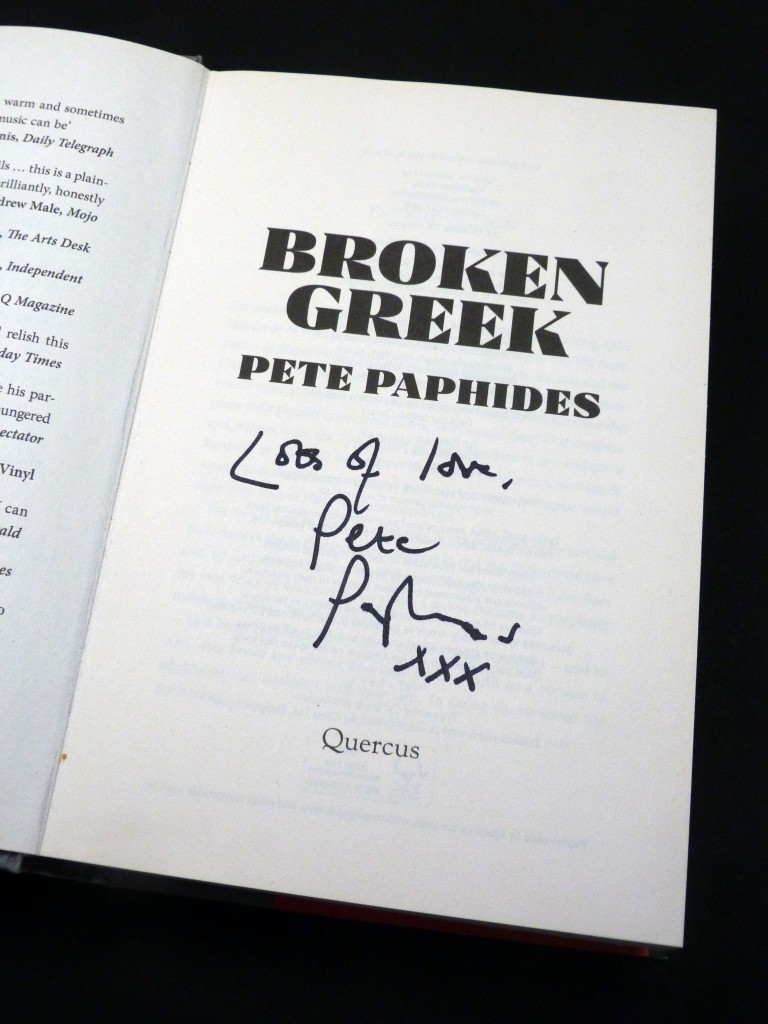 warm and sometimes
music can be'
nis, Daily Telegraph
ls ... this is a plain-
rilliantly, honestly
drew Male, Mojo
, The Arts Desk
, Independent
Q Magazine
relish this
day Times
e his par-
ungered
ectator
Vinyl
can
ald
es
o
BROKEN
GREEK
PETE PAPHIDES
Lots of love,
Pete
Paphides
xxx
Quercus